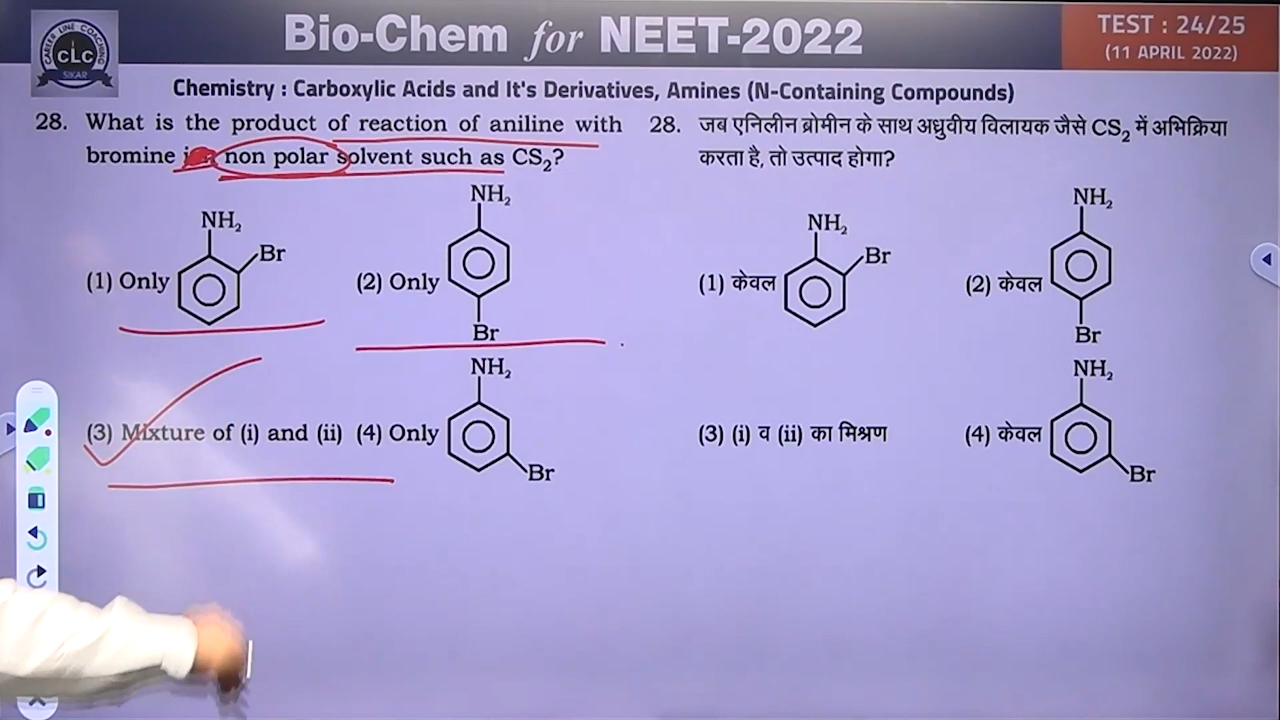 CAREER LINE COACHING
CLC
SIKAR
Bio-Chem for NEET-2022
TEST : 24/25
(11 APRIL 2022)
Chemistry : Carboxylic Acids and It's Derivatives, Amines (N-Containing Compounds)
28. What is the product of reaction of aniline with
bromine non polar solvent such as CS₂?
NH₂
Br
(1) Only
NH₂
(2) Only
Br
(3) Mixture of (i) and (ii)
NH₂
(4) Only
Br
28. जब एनिलीन ब्रोमीन के साथ अध्रुवीय विलायक जैसे CS₂ में अभिक्रिया
करता है, तो उत्पाद होगा?
NH₂
Br
(1) केवल
NH₂
(2) केवल
Br
(3) (i) व (ii) का मिश्रण
NH₂
(4) केवल
Br